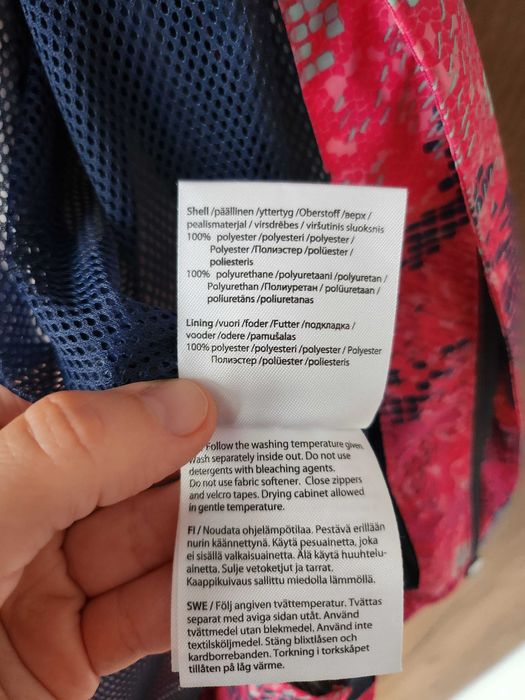 Shell /päällinen /yttertyg /Oberstoff /верх /
pealismaterjal / virsdrēbes / viršutinis sluoksnis
100% polyester /polyesteri /polyester /
Polyester /Полиэстер / polüester /
poliesteris
100% polyurethane /polyuretaani /polyuretan /
Polyurethan /Полиуретан / polüuretaan /
poliuretāns /poliuretanas
Lining /vuori /foder /Futter /подкладка /
vooder /odere /pamušalas
100% polyester /polyesteri /polyester / Polyester
Полиэстер /polüester /poliesteris
Follow the washing temperature given,
wash separately inside out. Do not use
detergents with bleaching agents.
Do not use fabric softener. Close zippers
and velcro tapes. Drying cabinet allowed
in gentle temperature.
FI / Noudata ohjelämpötilaa. Pestävä erillään
nurin käännettynä. Käytä pesuainetta, joka
ei sisällä valkaisuainetta. Älä käytä huuhtelu-
ainetta. Sulje vetoketjut ja tarrat.
Kaappikuivaus sallittu miedolla lämmöllä.
SWE / Följ angiven tvättemperatur. Tvättas
separat med aviga sidan utåt. Använd
tvättmedel utan blekmedel. Använd inte
textilsköljmedel. Stäng blixtlåsen och
kardborrebanden. Torkning i torkskåpet
tillåten på låg värme.